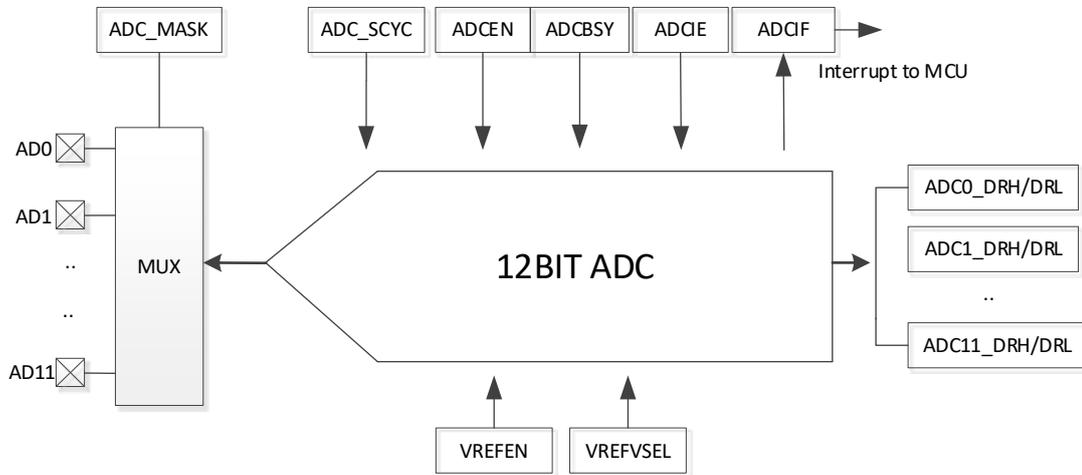 ADC_MASK
ADC_SCYC
ADCEN
ADCBSY
ADCIE
ADCIF
Interrupt to MCU
AD0
AD1
..
..
AD11
MUX
12BIT ADC
ADC0_DRH/DRL
ADC1_DRH/DRL
..
ADC11_DRH/DRL
VREFEN
VREFVSEL